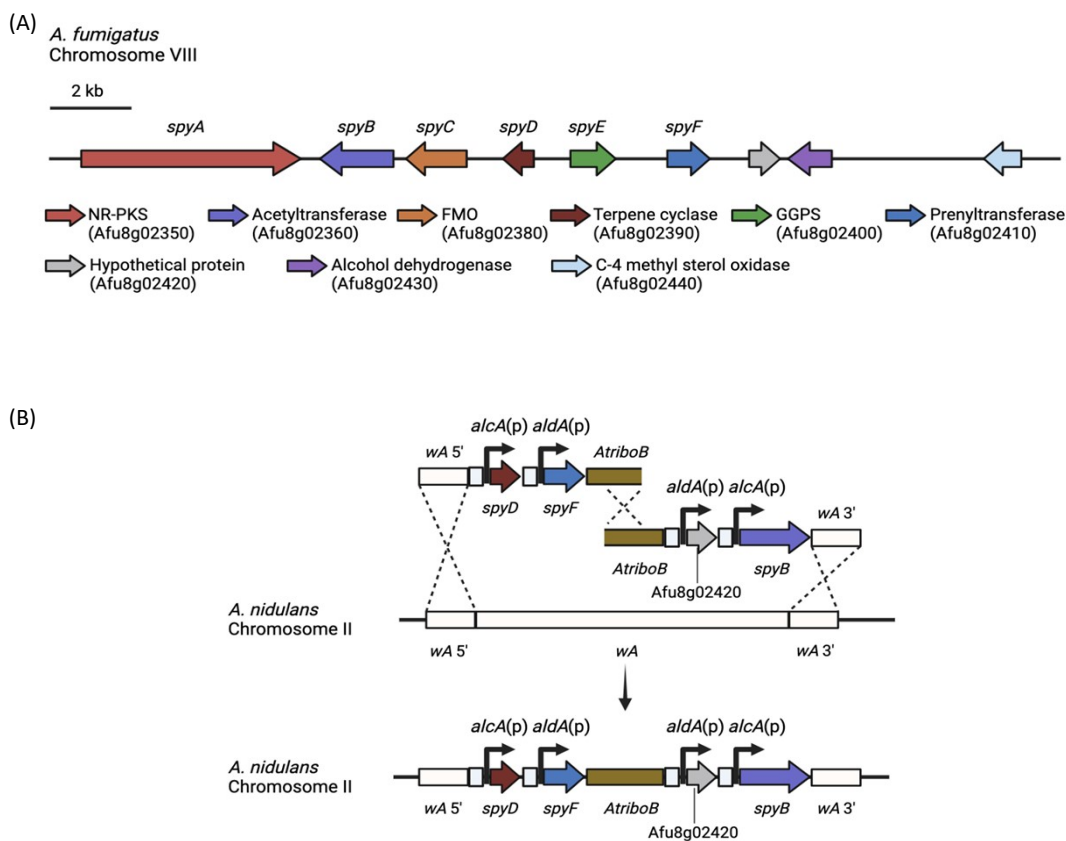 (A)
A. fumigatus
Chromosome VIII
2 kb
spyA spyB spyC spyD spyE spyF
NR-PKS Acetyltransferase FMO Terpene cyclase GGPS Prenyltransferase
(Afu8g02350) (Afu8g02360) (Afu8g02380) (Afu8g02390) (Afu8g02400) (Afu8g02410)
Hypothetical protein Alcohol dehydrogenase C-4 methyl sterol oxidase
(Afu8g02420) (Afu8g02430) (Afu8g02440)
(B)
alcA(p) aldA(p)
wA 5' AtriboB
spyD spyF
aldA(p) alcA(p)
wA 3'
AtriboB spyB
Afu8g02420
A. nidulans
Chromosome II
wA 5' wA wA 3'
alcA(p) aldA(p) aldA(p) alcA(p)
A. nidulans
Chromosome II
wA 5' spyD spyF AtriboB spyB wA 3'
Afu8g02420